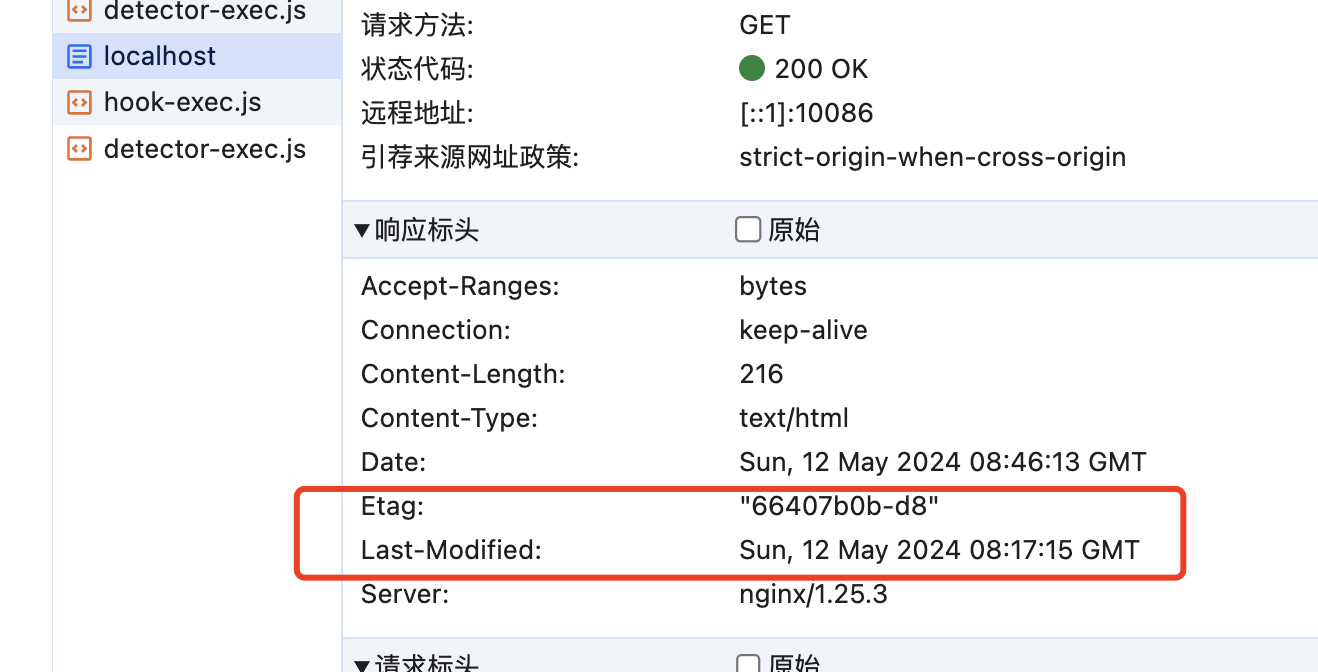 detector-exec.js
localhost
hook-exec.js
detector-exec.js
请求方法: GET
状态代码: 200 OK
远程地址: [::1]:10086
引荐来源网址政策: strict-origin-when-cross-origin
▼响应标头 原始
Accept-Ranges: bytes
Connection: keep-alive
Content-Length: 216
Content-Type: text/html
Date: Sun, 12 May 2024 08:46:13 GMT
Etag: "66407b0b-d8"
Last-Modified: Sun, 12 May 2024 08:17:15 GMT
Server: nginx/1.25.3
▼请求标头 原始